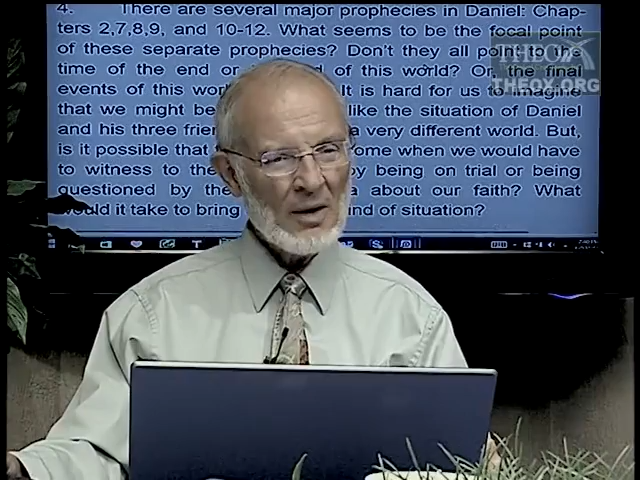 4. There are several major prophecies in Daniel: Chap-
ters 2,7,8,9, and 10-12. What seems to be the focal point
of these separate prophecies? Don't they all point to the
time of the end or of this world? Or, the final
events of this It is hard for us to imagine
that we might be like the situation of Daniel
and his three a very different world. But,
is it possible that when we would have
to witness to the by being on trial or being
questioned by the about our faith? What
would it take to bring kind of situation?
THEOX
THEOX.ORG